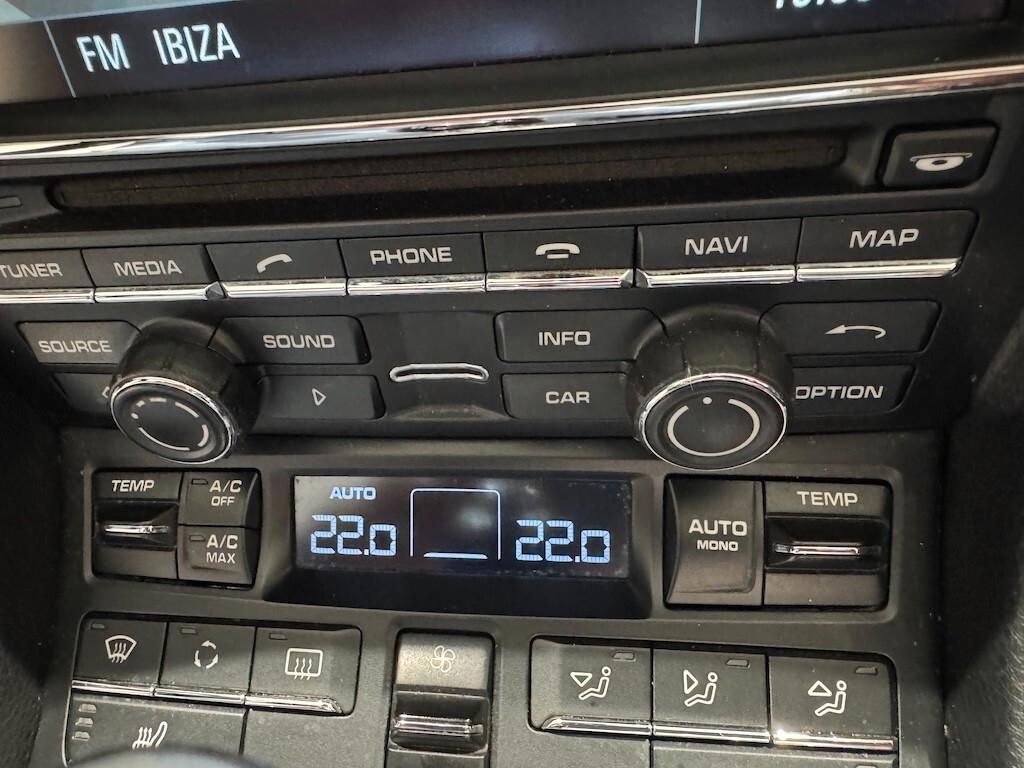 FM IBIZA
TUNER
MEDIA
PHONE
NAVI
MAP
SOURCE
SOUND
INFO
CAR
OPTION
TEMP
A/C
OFF
A/C
MAX
AUTO
22.0
22.0
AUTO
MONO
TEMP